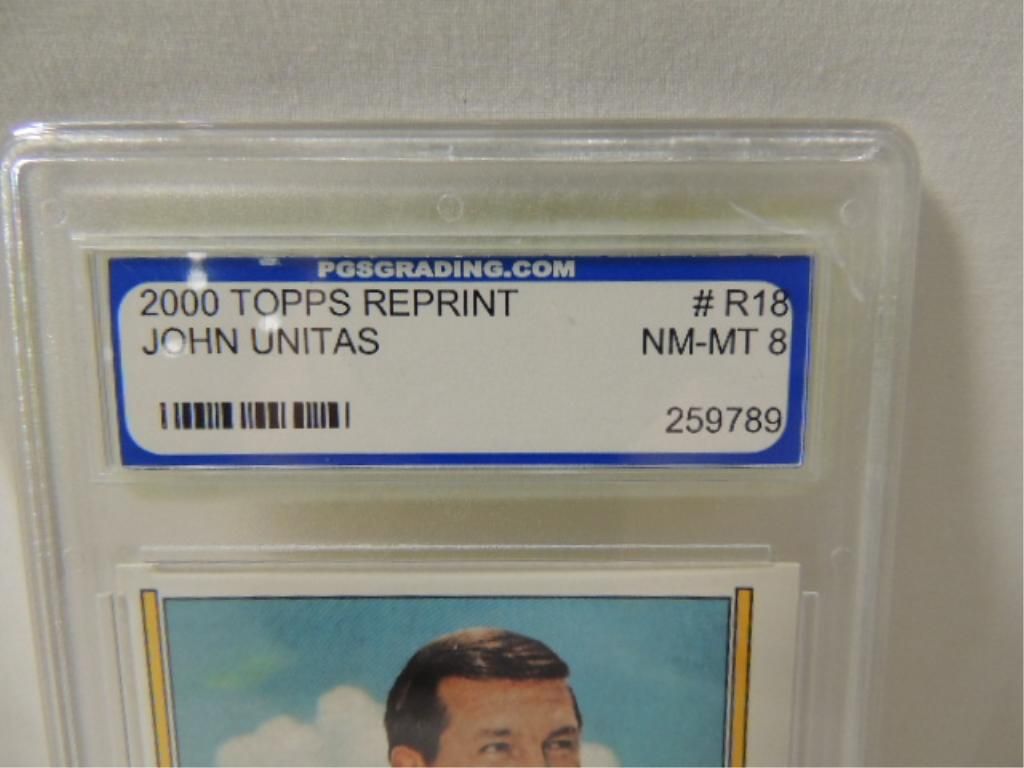 PGSGRADING.COM
2000 TOPPS REPRINT # R18
JOHN UNITAS NM-MT 8
259789